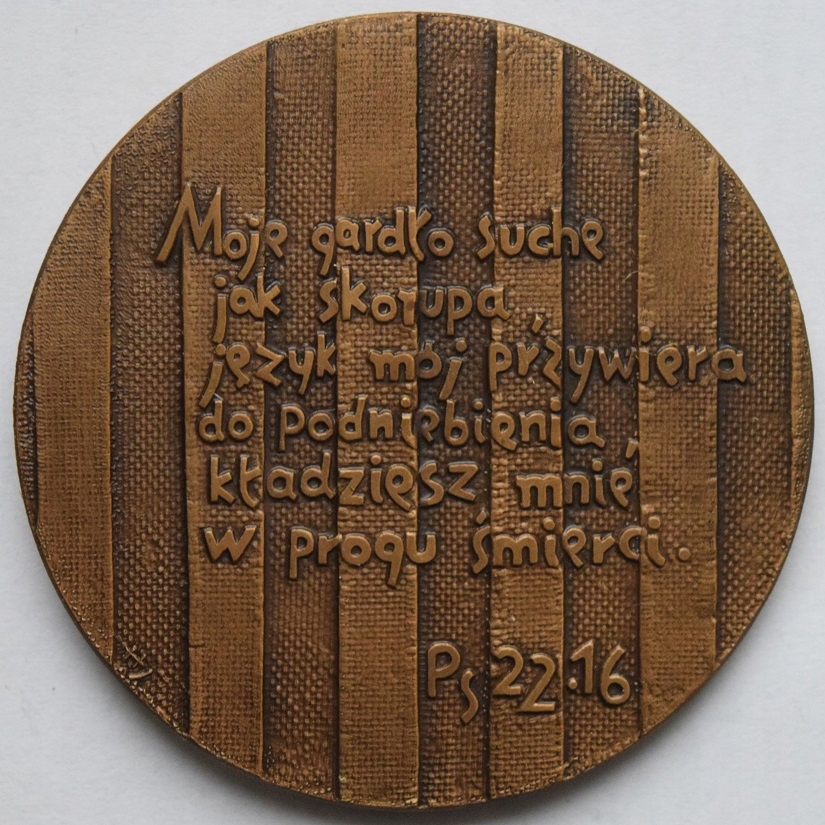 Moje gardło suche
jak skorupa,
język mój przywiera
do podniebienia,
kładziesz mnie
w progu śmierci.
Ps 22.16